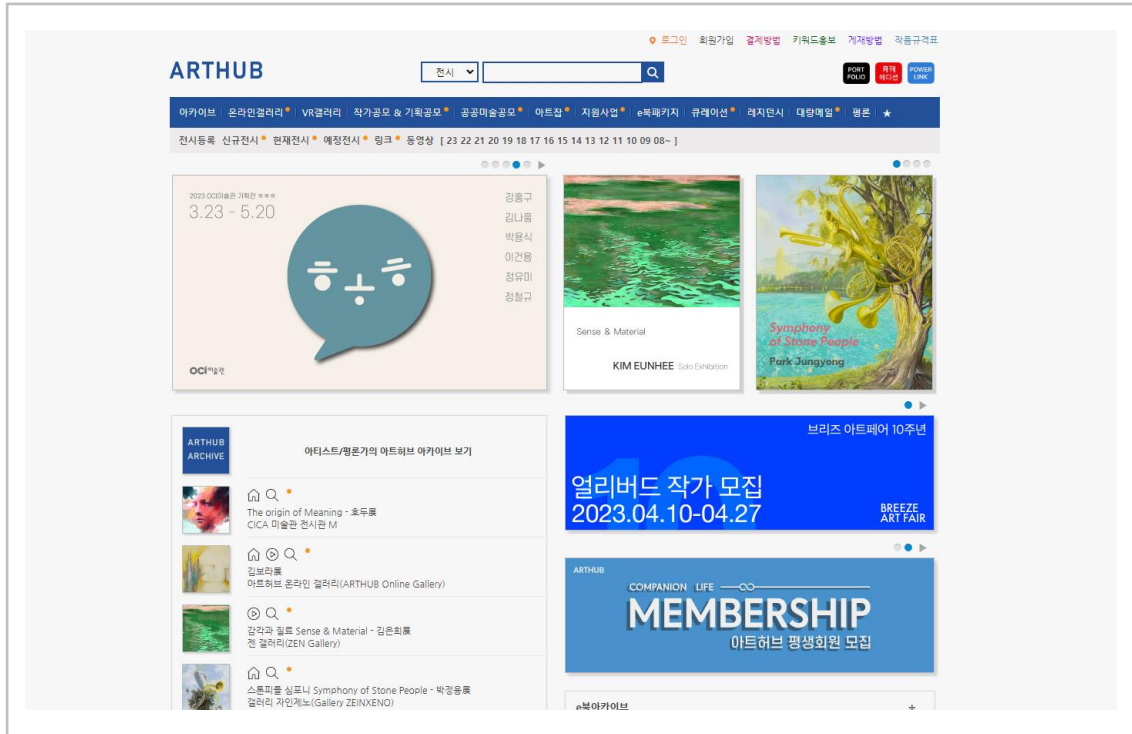 로그인 회원가입 결제방법 키워드홍보 게재방법 작품규격표
ARTHUB
전시
PORT FOLIO
POWER LINK
아카이브 온라인갤러리 VR갤러리 작가공모 & 기획공모 공공미술공모 아트잡 지원사업 e북패키지 큐레이션 레지던시 대량메일 평론 ★
전시등록 신규전시 현재전시 예정전시 링크 동영상 [ 23 22 21 20 19 18 17 16 15 14 13 12 11 10 09 08~ ]
2023 OCI미술관 기획전 ㅎㅎㅎ
3.23 - 5.20
강홍구
김나훔
박용식
이건용
정유미
정철규
OCI미술관
Sense & Material
KIM EUNHEE Solo Exhibition
Symphony
of Stone People
Park Jungyong
ARTHUB
ARCHIVE
아티스트/평론가의 아트허브 아카이브 보기
The origin of Meaning - 호두展
CICA 미술관 전시관 M
김보라展
아트허브 온라인 갤러리(ARTHUB Online Gallery)
감각과 질료 Sense & Material - 김은희展
젠 갤러리(ZEN Gallery)
스톤피플 심포니 Symphony of Stone People - 박정용展
갤러리 자인제노(Gallery ZEINXENO)
브리즈 아트페어 10주년
10
얼리버드 작가 모집
2023.04.10-04.27
BREEZE
ART FAIR
ARTHUB
COMPANION LIFE
MEMBERSHIP
아트허브 평생회원 모집
e북아카이브 +